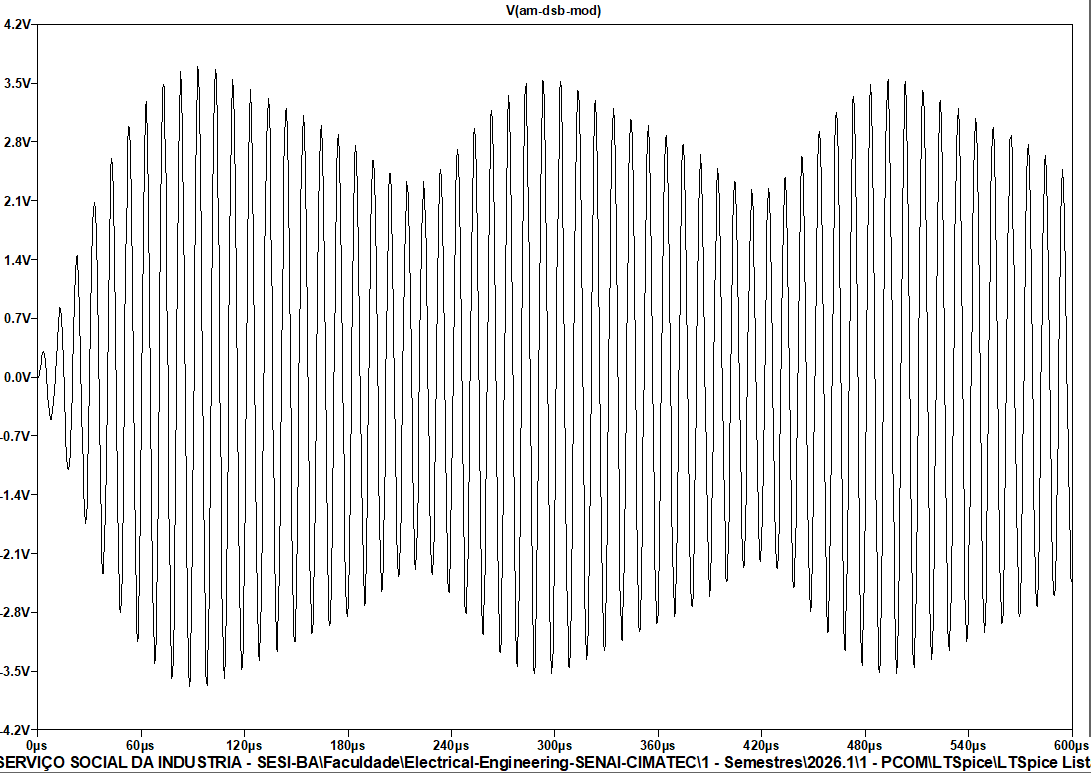 V(am-dsb-mod)
4.2V
3.5V
2.8V
2.1V
1.4V
0.7V
0.0V
-0.7V
-1.4V
-2.1V
-2.8V
-3.5V
-4.2V
0µs 60µs 120µs 180µs 240µs 300µs 360µs 420µs 480µs 540µs 600µs
SERVIÇO SOCIAL DA INDUSTRIA - SESI-BA\Faculdade\Electrical-Engineering-SENAI-CIMATEC\1 - Semestres\2026.1\1 - PCOM\LTSpice\LTSpice List